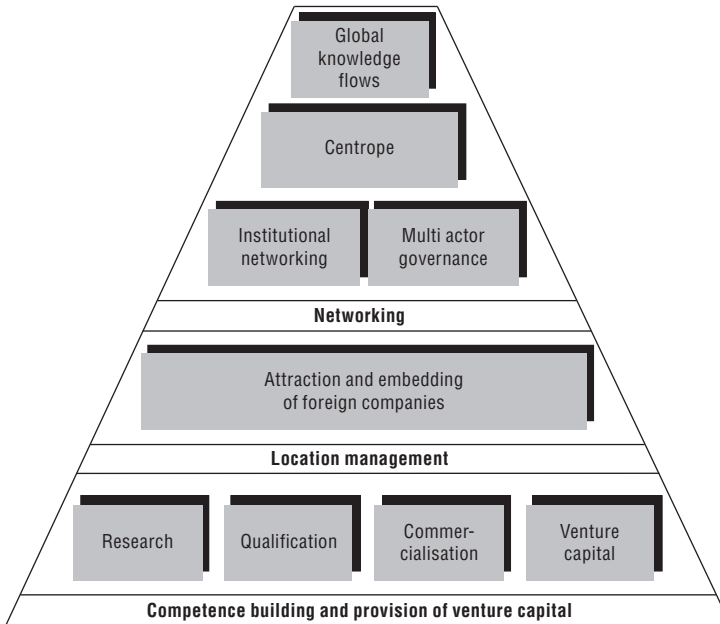 Global
knowledge
flows
Centrope
Institutional
networking
Multi actor
governance
Networking
Attraction and embedding
of foreign companies
Location management
Research
Qualification
Commer-
cialisation
Venture
capital
Competence building and provision of venture capital